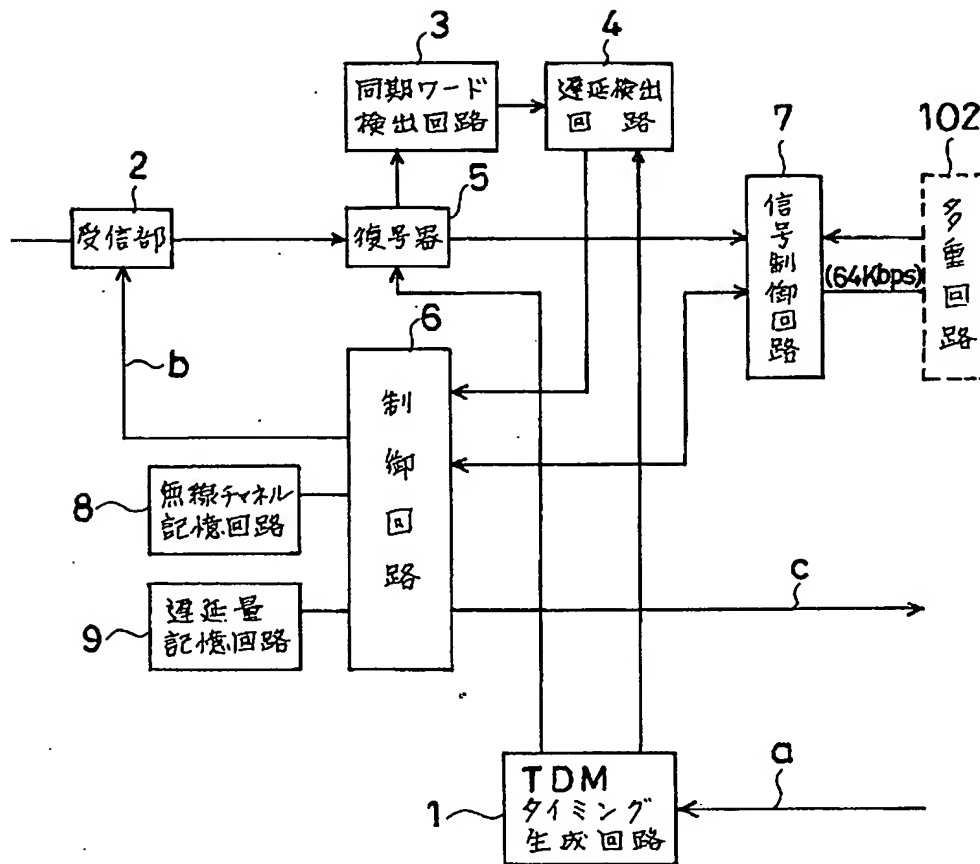 3
同期ワード
検出回路
4
遅延検出
回路
7
信号制御回路
102
多重回路
2
受信部
5
復号器
(64Kbps)
6
制御回路
b
8
無線チャネル
記憶回路
9
遅延量
記憶回路
c
1
TDM
タイミング
生成回路
a